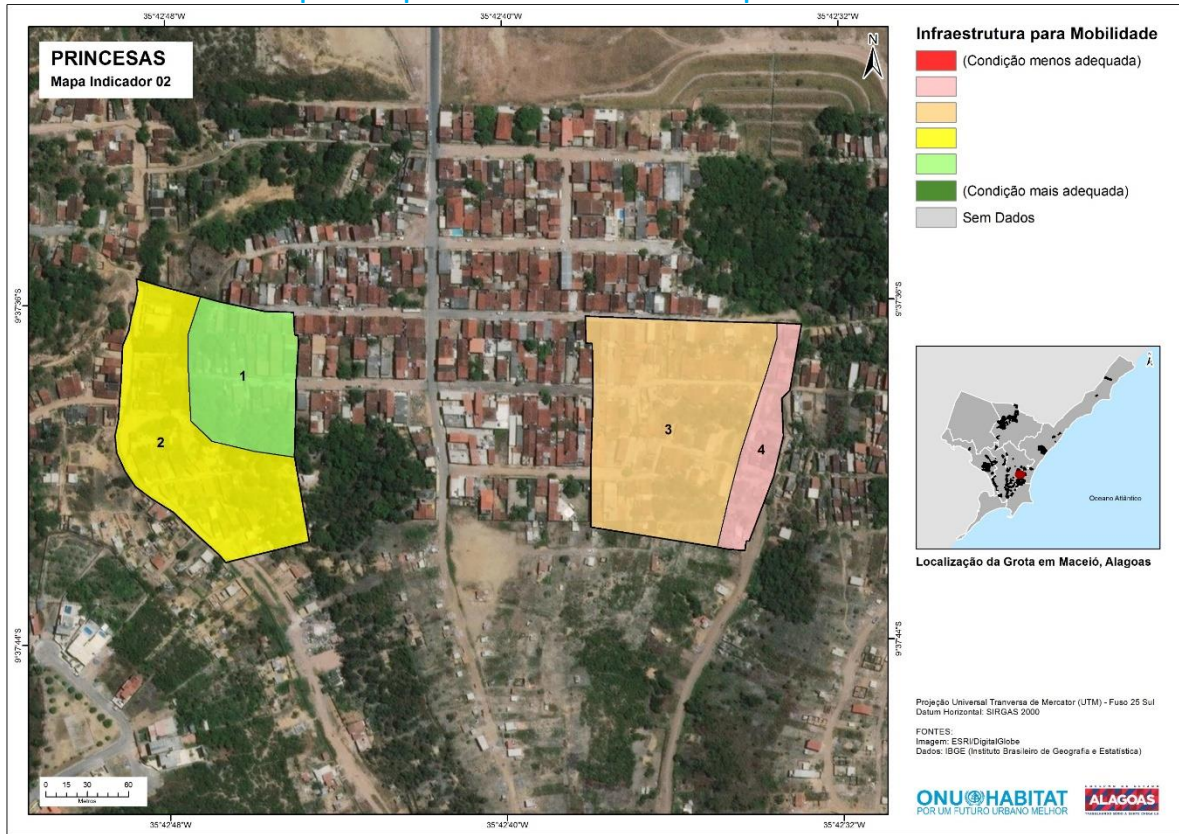 35°42'48"W
35°42'40"W
35°42'32"W
PRINCESAS
Mapa Indicador 02
N
9°37'36"S
9°37'36"S
1
2
3
4
9°37'44"S
9°37'44"S
0 15 30 60
Metros
35°42'48"W
35°42'40"W
35°42'32"W
Infraestrutura para Mobilidade
(Condição menos adequada)
(Condição mais adequada)
Sem Dados
Oceano Atlântico
Localização da Grota em Maceió, Alagoas
Projeção Universal Tranversa de Mercator (UTM) - Fuso 25 Sul
Datum Horizontal: SIRGAS 2000
FONTES:
Imagem: ESRI/DigitalGlobe
Dados: IBGE (Instituto Brasileiro de Geografia e Estatística)
ONU HABITAT
POR UM FUTURO URBANO MELHOR
ALAGOAS